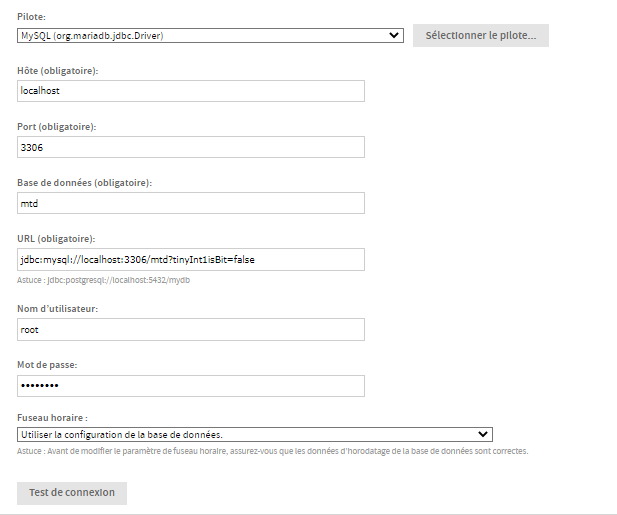 Pilote:
MySQL (org.mariadb.jdbc.Driver)
Sélectionner le pilote...
Hôte (obligatoire):
localhost
Port (obligatoire):
3306
Base de données (obligatoire):
mtd
URL (obligatoire):
jdbc:mysql://localhost:3306/mtd?tinyInt1isBit=false
Astuce : jdbc:postgresql://localhost:5432/mydb
Nom d'utilisateur:
root
Mot de passe:
••••••••
Fuseau horaire :
Utiliser la configuration de la base de données.
Astuce : Avant de modifier le paramètre de fuseau horaire, assurez-vous que les données d'horodatage de la base de données sont correctes.
Test de connexion